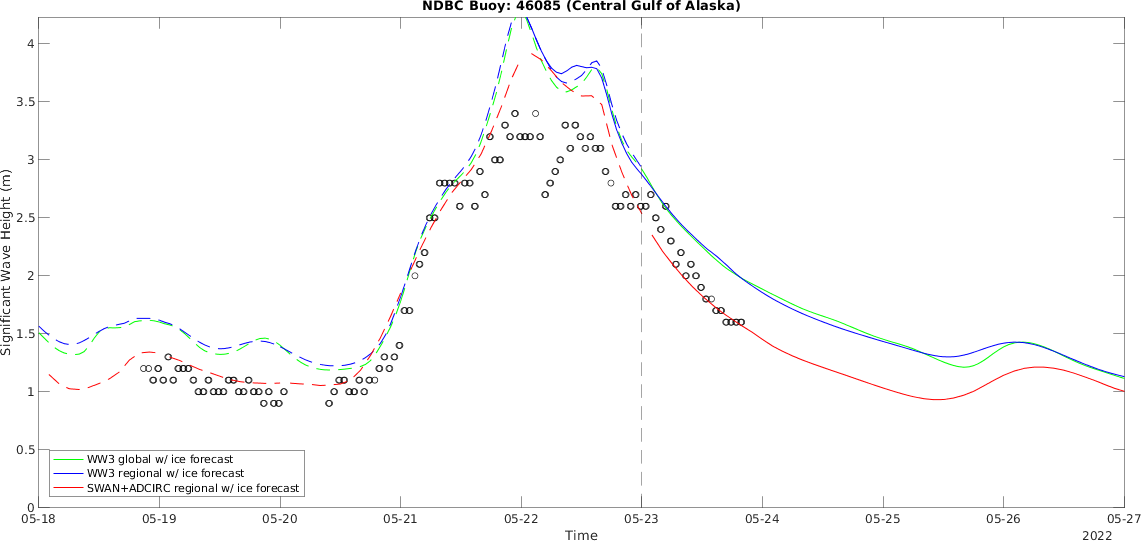 NDBC Buoy: 46085 (Central Gulf of Alaska)
4
3.5
3
2.5
2
1.5
1
0.5
0
Significant Wave Height (m)
WW3 global w/ ice forecast
WW3 regional w/ ice forecast
SWAN+ADCIRC regional w/ ice forecast
05-18 05-19 05-20 05-21 05-22 05-23 05-24 05-25 05-26 05-27
Time
2022